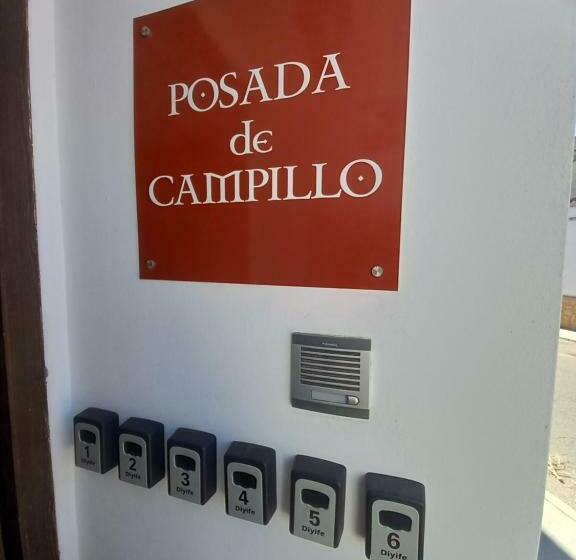 POSADA
de
CAMPILLO
1
Diyife
2
Diyife
3
Diyife
4
Diyife
5
Diyife
6
Diyife